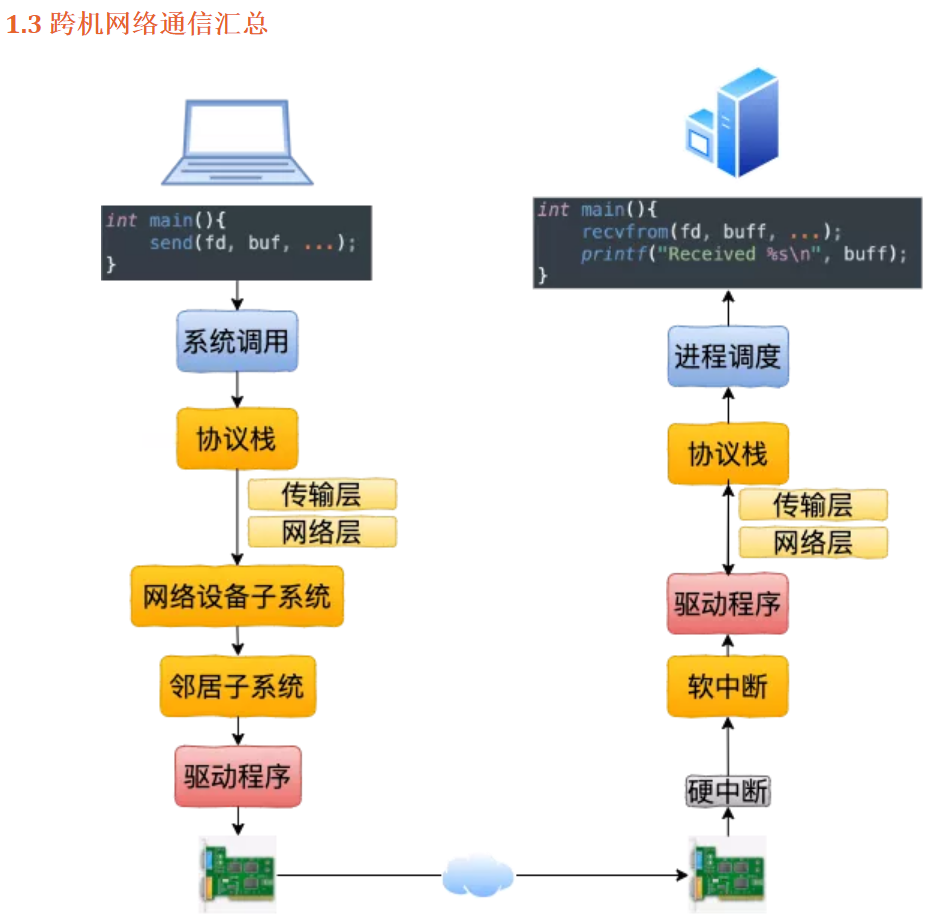 1.3 跨机网络通信汇总
int main(){
send(fd, buf, ...);
}
系统调用
协议栈
传输层
网络层
网络设备子系统
邻居子系统
驱动程序
int main(){
recvfrom(fd, buff, ...);
printf("Received %s\n", buff);
}
进程调度
协议栈
传输层
网络层
驱动程序
软中断
硬中断